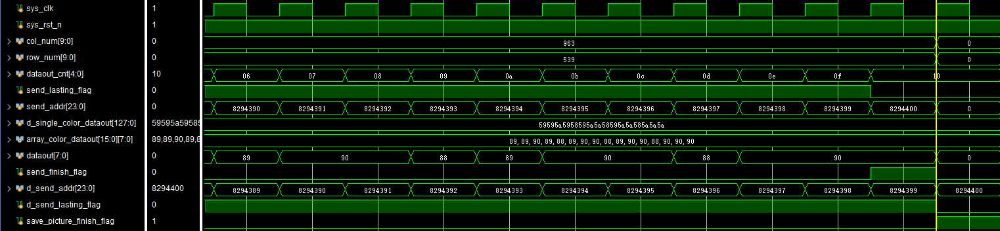 sys_clk 1
sys_rst_n 1
col_num[9:0] 0 963 0
row_num[9:0] 0 539 0
dataout_cnt[4:0] 10 06 07 08 09 0a 0b 0c 0d 0e 0f 10
send_lasting_flag 0
send_addr[23:0] 0 8294390 8294391 8294392 8294393 8294394 8294395 8294396 8294397 8294398 8294399 8294400 0
d_single_color_dataout[127:0] 59595a59585 59595a5958595a5a58595a5a585a5a5a
array_color_dataout[15:0][7:0] 89,89,90,89,8 89, 89, 90, 89, 88, 89, 90, 90, 88, 89, 90, 90, 88, 90, 90, 90
dataout[7:0] 0 89 90 88 89 90 88 90 0
send_finish_flag 0
d_send_addr[23:0] 8294400 8294389 8294390 8294391 8294392 8294393 8294394 8294395 8294396 8294397 8294398 8294399 8294400
d_send_lasting_flag 0
save_picture_finish_flag 1